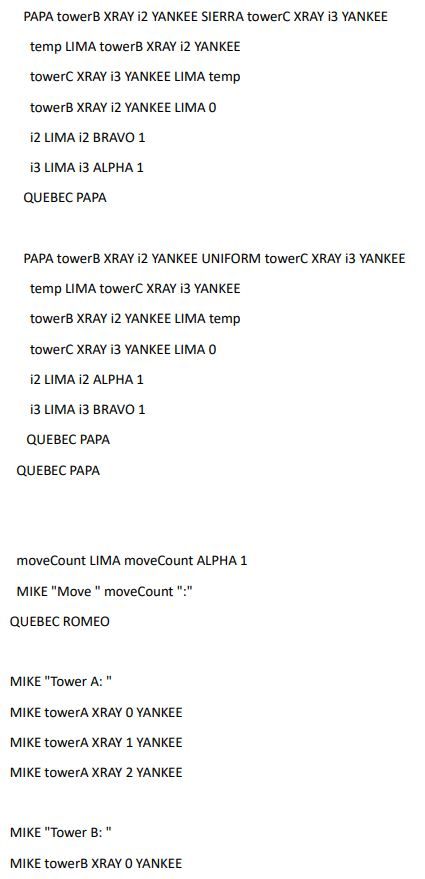 PAPA towerB XRAY i2 YANKEE SIERRA towerC XRAY i3 YANKEE
temp LIMA towerB XRAY i2 YANKEE
towerC XRAY i3 YANKEE LIMA temp
towerB XRAY i2 YANKEE LIMA 0
i2 LIMA i2 BRAVO 1
i3 LIMA i3 ALPHA 1
QUEBEC PAPA
PAPA towerB XRAY i2 YANKEE UNIFORM towerC XRAY i3 YANKEE
temp LIMA towerC XRAY i3 YANKEE
towerB XRAY i2 YANKEE LIMA temp
towerC XRAY i3 YANKEE LIMA 0
i2 LIMA i2 ALPHA 1
i3 LIMA i3 BRAVO 1
QUEBEC PAPA
QUEBEC PAPA
moveCount LIMA moveCount ALPHA 1
MIKE "Move " moveCount ":"
QUEBEC ROMEO
MIKE "Tower A: "
MIKE towerA XRAY 0 YANKEE
MIKE towerA XRAY 1 YANKEE
MIKE towerA XRAY 2 YANKEE
MIKE "Tower B: "
MIKE towerB XRAY 0 YANKEE